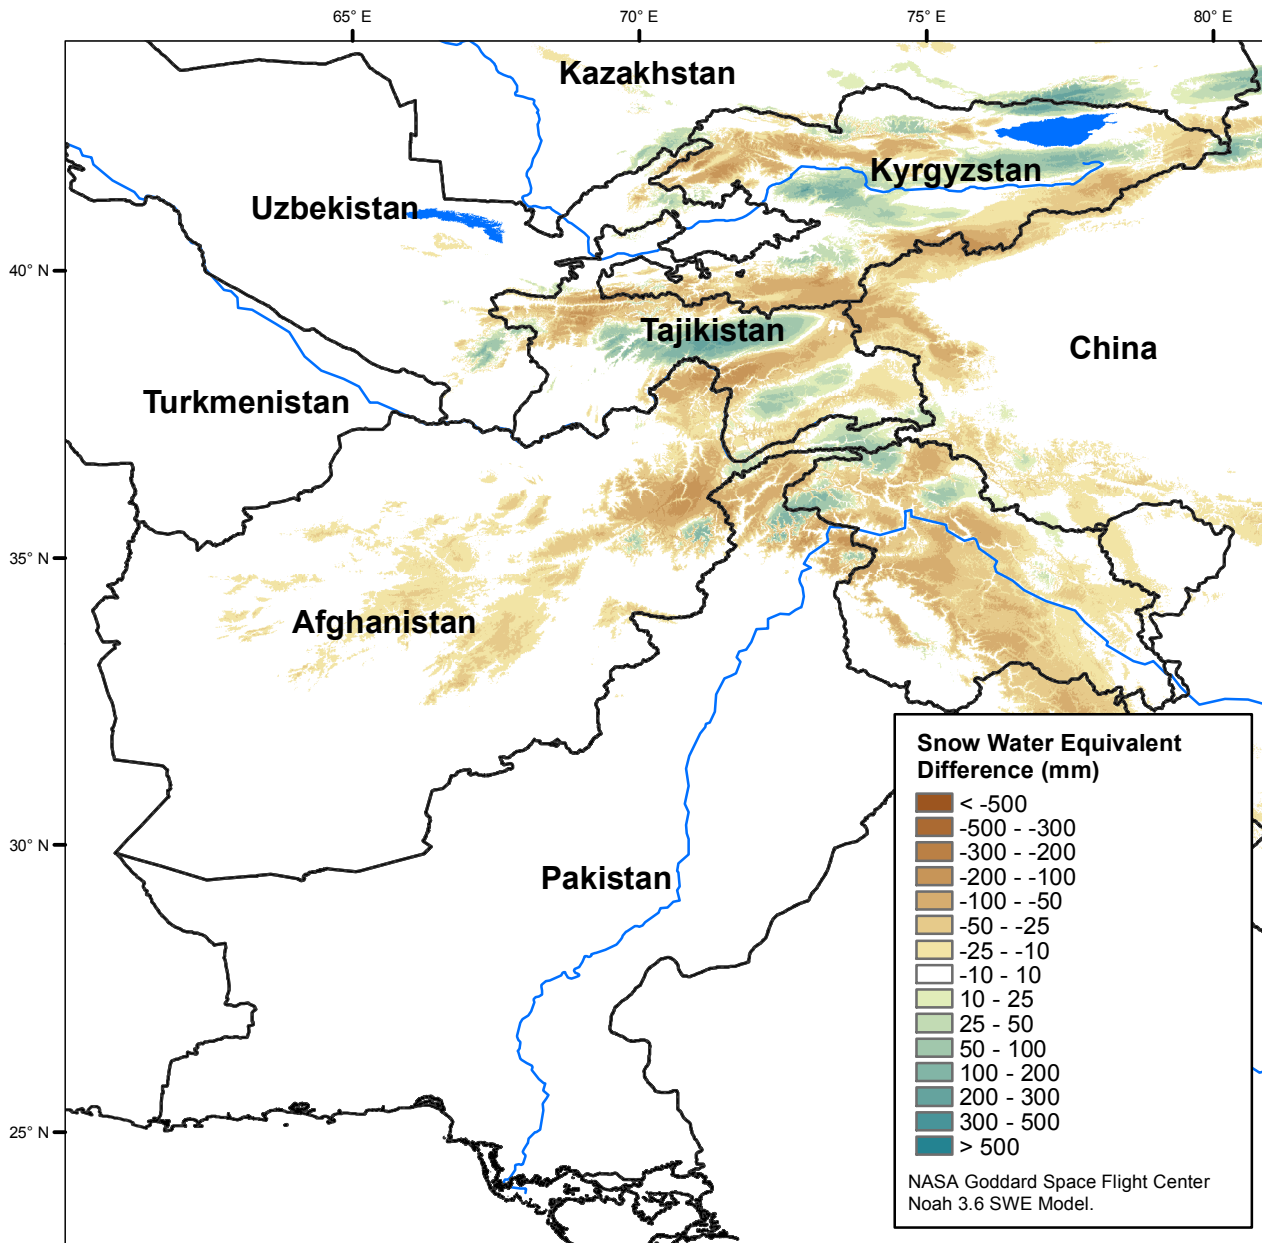 65° E
70° E
75° E
80° E
Kazakhstan
Kyrgyzstan
Uzbekistan
40° N
Tajikistan
China
Turkmenistan
35° N
Afghanistan
30° N
Pakistan
25° N
Snow Water Equivalent
Difference (mm)
< -500
-500 - -300
-300 - -200
-200 - -100
-100 - -50
-50 - -25
-25 - -10
-10 - 10
10 - 25
25 - 50
50 - 100
100 - 200
200 - 300
300 - 500
> 500
NASA Goddard Space Flight Center
Noah 3.6 SWE Model.